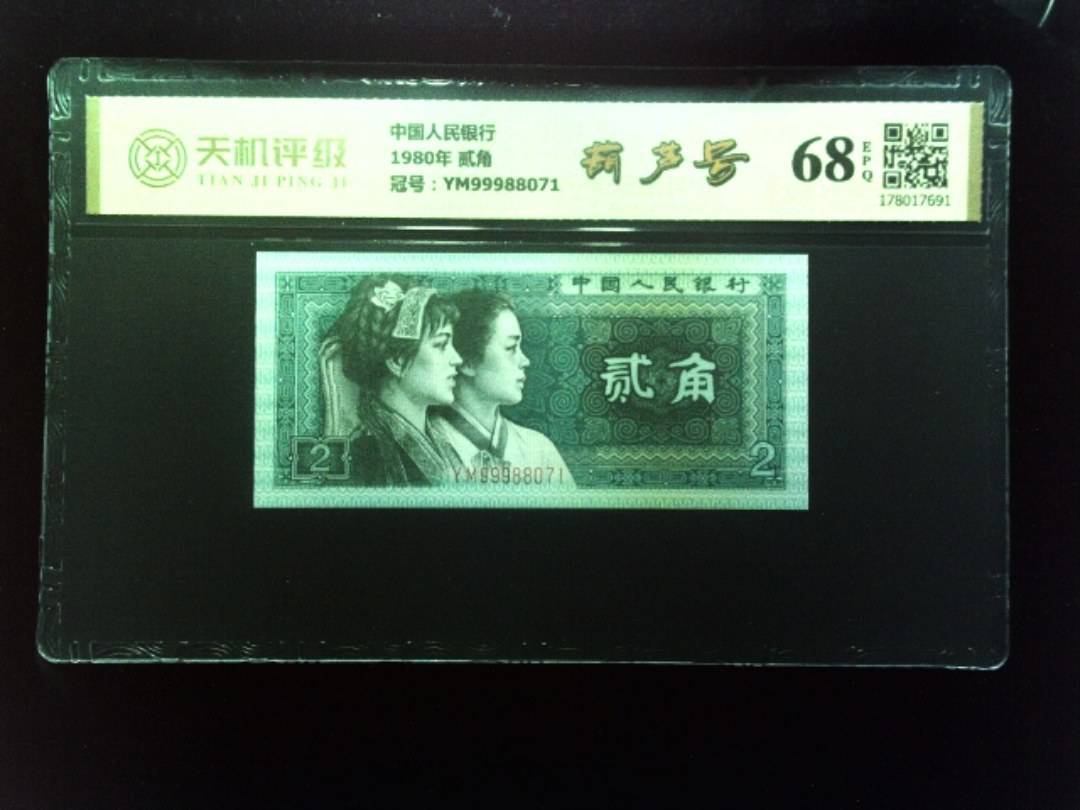 天机评级
TIAN JI PING JI
中国人民银行
1980年 贰角
冠号：YM99988071
葫芦号
68
EPQ
178017691
中国人民银行
贰角
2
2
YM99988071